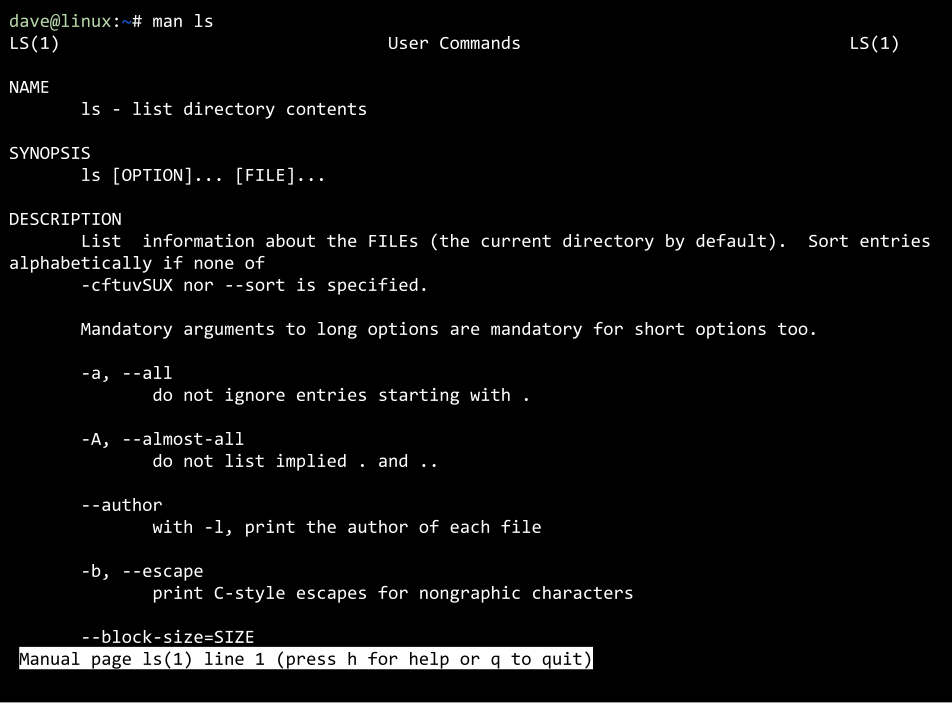 dave@linux:~# man ls
LS(1) User Commands LS(1)
NAME
ls - list directory contents
SYNOPSIS
ls [OPTION]... [FILE]...
DESCRIPTION
List  information about the FILEs (the current directory by default).  Sort entries
alphabetically if none of
-cftuvSUX nor --sort is specified.
Mandatory arguments to long options are mandatory for short options too.
-a, --all
do not ignore entries starting with .
-A, --almost-all
do not list implied . and ..
--author
with -l, print the author of each file
-b, --escape
print C-style escapes for nongraphic characters
--block-size=SIZE
Manual page ls(1) line 1 (press h for help or q to quit)